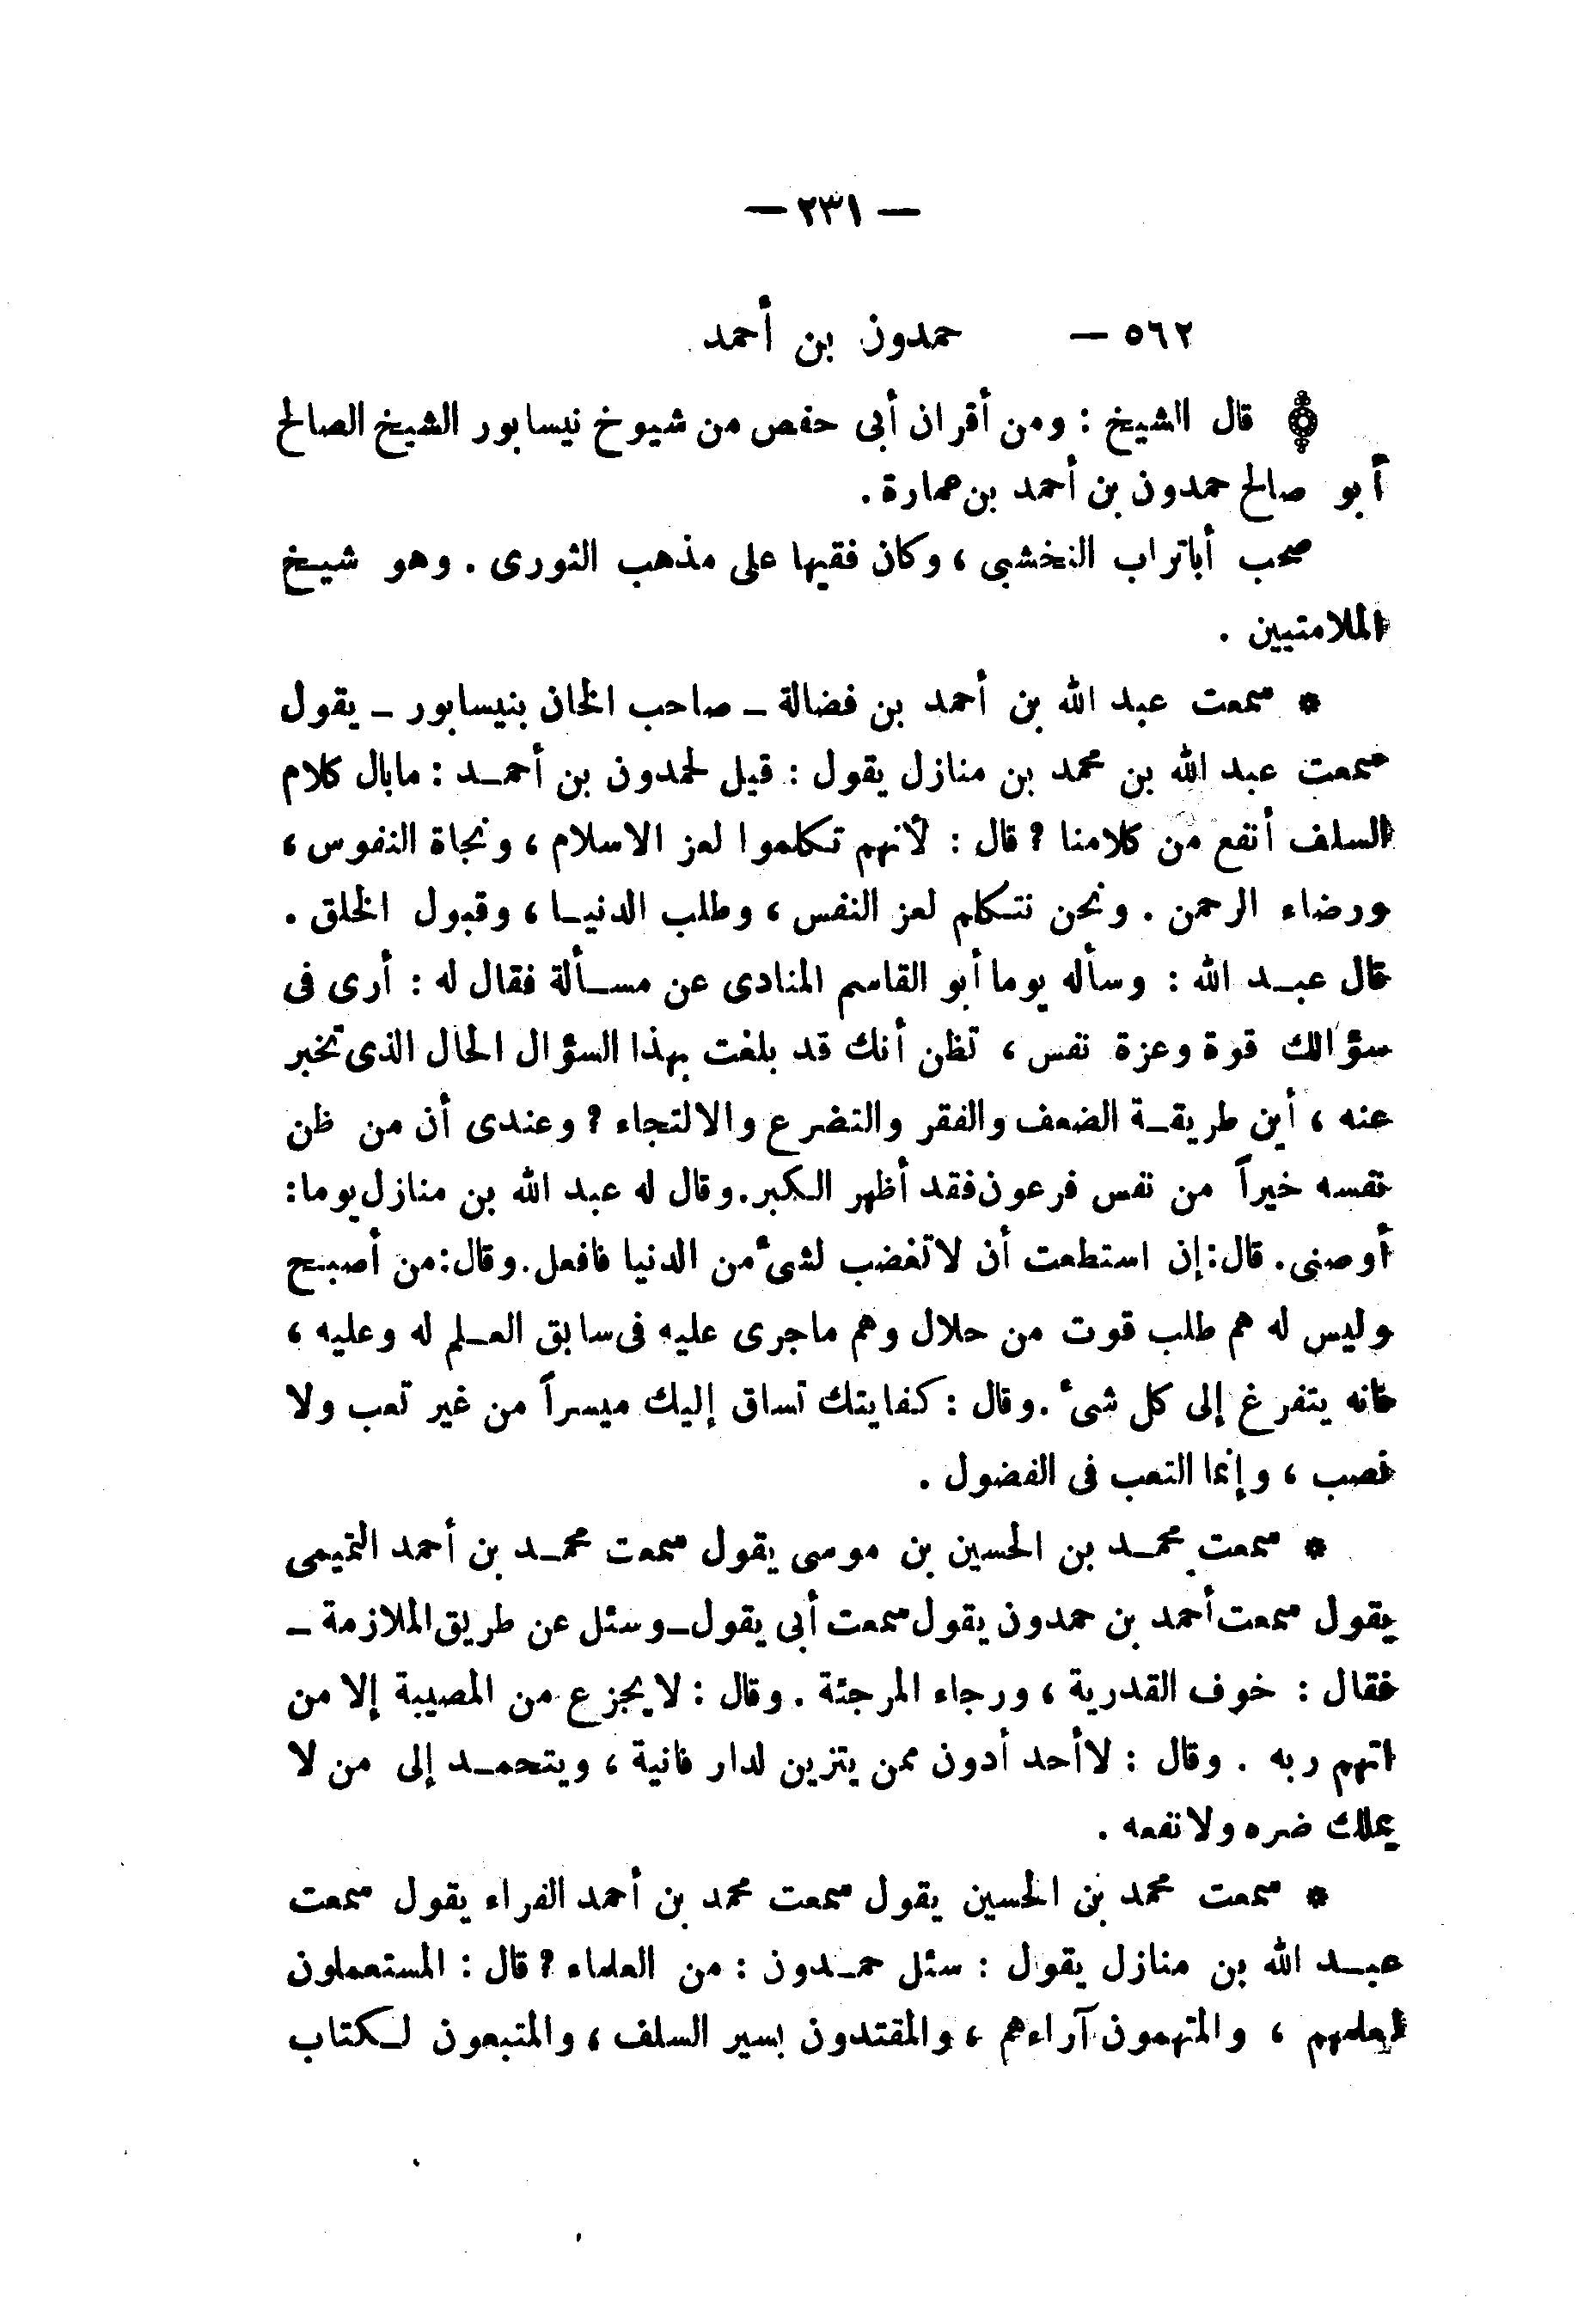 — ٢٣١ —
٥٦٢ — حمدون بن أحمد
قال الشيخ : ومن أقران أبى حفص من شيوخ نيسابور الشيخ الصالح
أبو صالح حمدون بن أحمد بن عمارة .
صحب أباتراب النخشبى ، وكان فقيها على مذهب الثورى . وهو شيخ
الملامتيين .
* سمعت عبد الله بن أحمد بن فضالة ـ صاحب الخان بنيسابور ـ يقول
سمعت عبد الله بن محمد بن منازل يقول : قيل لحمدون بن أحمد : مابال كلام
السلف أنفع من كلامنا ? قال : لأنهم تكلموا لعز الاسلام ، ونجاة النفوس ،
ورضاء الرحمن . ونحن نتكلم لعز النفس ، وطلب الدنيا ، وقبول الخلق .
قال عبد الله : وسأله يوما أبو القاسم المنادى عن مسألة فقال له : أرى فى
سؤالك قوة وعزة نفس ، تظن أنك قد بلغت بهذا السؤال الحال الذى تخبر
عنه ، أين طريقة الضعف والفقر والتضرع والالتجاء ? وعندى أن من ظن
نفسه خيراً من نفس فرعون فقد أظهر الكبر . وقال له عبد الله بن منازل يوما :
أوصنى . قال : إن استطعت أن لاتغضب لشىء من الدنيا فافعل . وقال : من أصبح
وليس له هم طلب قوت من حلال وهم ماجرى عليه فى سابق العلم له وعليه ،
فانه يتفرغ إلى كل شىء . وقال : كفايتك تساق إليك ميسراً من غير تعب ولا
نصب ، وإنما التعب فى الفضول .
* سمعت محمد بن الحسين بن موسى يقول سمعت محمد بن أحمد التميمى
يقول سمعت أحمد بن حمدون يقول سمعت أبى يقول ـ وسئل عن طريق الملازمة ـ
فقال : خوف القدرية ، ورجاء المرجئة . وقال : لايجزع من المصيبة إلا من
اتهم ربه . وقال : لاأحد أدون ممن يتزين لدار فانية ، ويتحمد إلى من لا
يملك ضره ولانفعه .
* سمعت محمد بن الحسين يقول سمعت محمد بن أحمد الفراء يقول سمعت
عبد الله بن منازل يقول : سئل حمدون : من العلماء ? قال : المستعملون
لعلمهم ، والمتهمون آراءهم ، والمقتدون بسير السلف ، والمتبعون لكتاب